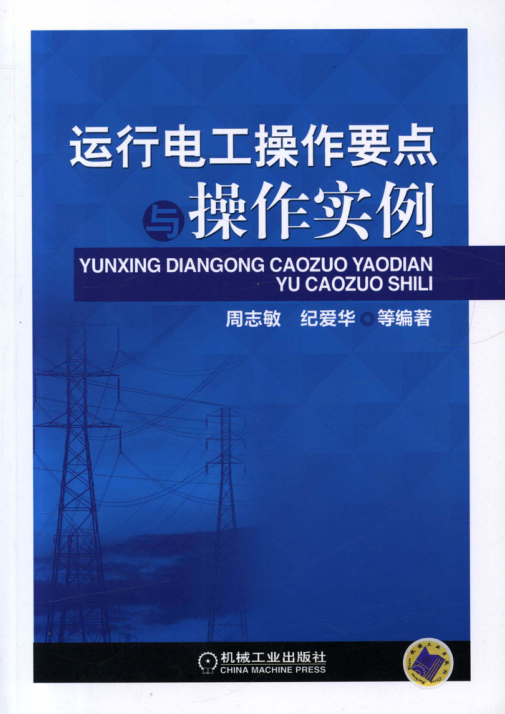 运行电工操作要点
与操作实例
YUNXING DIANGONG CAOZUO YAODIAN
YU CAOZUO SHILI
周志敏 纪爱华 等编著
机械工业出版社
CHINA MACHINE PRESS